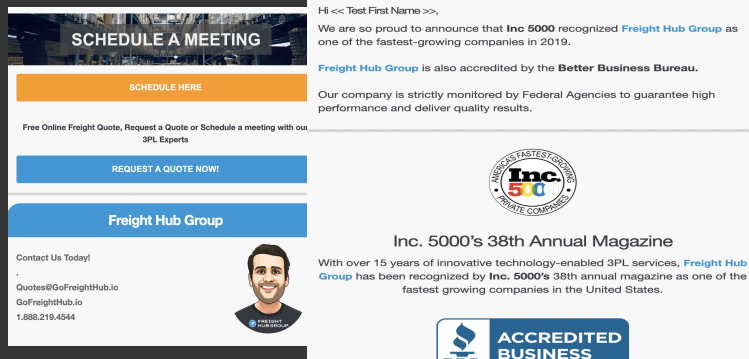 SCHEDULE A MEETING
SCHEDULE HERE
Free Online Freight Quote, Request a Quote or Schedule a meeting with our
3PL Experts
REQUEST A QUOTE NOW!
Freight Hub Group
Contact Us Today!
.
Quotes@GoFreightHub.io
GoFreightHub.io
1.888.219.4544
FREIGHT
HUBGROUP
Hi << Test First Name >>,
We are so proud to announce that Inc 5000 recognized Freight Hub Group as
one of the fastest-growing companies in 2019.
Freight Hub Group is also accredited by the Better Business Bureau.
Our company is strictly monitored by Federal Agencies to guarantee high
performance and deliver quality results.
AMERICA'S FASTEST-GROWING
Inc.
5000
PRIVATE COMPANIES
Inc. 5000's 38th Annual Magazine
With over 15 years of innovative technology-enabled 3PL services, Freight Hub
Group has been recognized by Inc. 5000's 38th annual magazine as one of the
fastest growing companies in the United States.
ACCREDITED
BUSINESS